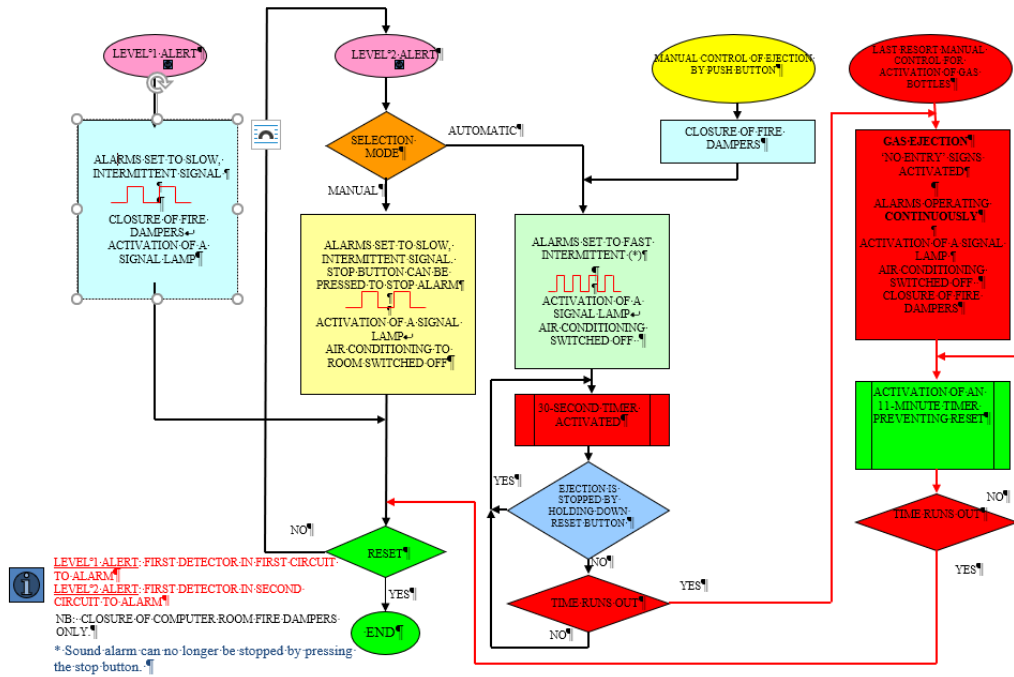 LEVEL°1·ALERT¶
LEVEL°2·ALERT¶
MANUAL·CONTROL·OF·EJECTION·
BY·PUSH·BUTTON¶
LAST·RESORT·MANUAL·
CONTROL·FOR·
ACTIVATION·OF·GAS·
BOTTLES¶
SELECTION·
MODE¶
AUTOMATIC¶
MANUAL¶
CLOSURE·OF·FIRE·
DAMPERS¶
GAS·EJECTION¶
‘NO·ENTRY’·SIGNS·
ACTIVATED¶
¶
ALARMS·OPERATING·
CONTINUOUSLY¶
¶
ACTIVATION·OF·A·SIGNAL·
LAMP·¶
AIR·CONDITIONING·
SWITCHED·OFF·
CLOSURE·OF·FIRE·
DAMPERS¶
ALARMS·SET·TO·SLOW,·
INTERMITTENT·SIGNAL·¶
¶
¶
CLOSURE·OF·FIRE·
DAMPERS↵
ACTIVATION·OF·A·
SIGNAL·LAMP¶
ALARMS·SET·TO·SLOW,·
INTERMITTENT·SIGNAL.·
STOP·BUTTON·CAN·BE·
PRESSED·TO·STOP·ALARM¶
¶
¶
ACTIVATION·OF·A·SIGNAL·
LAMP↵
AIR·CONDITIONING·TO·
ROOM·SWITCHED·OFF¶
ALARMS·SET·TO·FAST·
INTERMITTENT·(*)¶
¶
¶
ACTIVATION·OF·A·
SIGNAL·LAMP↵
AIR·CONDITIONING·
SWITCHED·OFF··¶
30-SECOND·TIMER·
ACTIVATED¶
ACTIVATION·OF·AN·
11-MINUTE·TIMER·
PREVENTING·RESET¶
YES¶
EJECTION·IS·
STOPPED·BY·
HOLDING·DOWN·
RESET·BUTTON¶
NO¶
TIME·RUNS·OUT¶
NO¶
YES¶
NO¶
RESET¶
YES¶
NO¶
TIME·RUNS·OUT¶
YES¶
END¶
LEVEL°1·ALERT:·FIRST·DETECTOR·IN·FIRST·CIRCUIT·
TO·ALARM¶
LEVEL°2·ALERT:·FIRST·DETECTOR·IN·SECOND·
CIRCUIT·TO·ALARM¶
NB:··CLOSURE·OF·COMPUTER·ROOM·FIRE·DAMPERS·
ONLY.¶
*·Sound·alarm·can·no·longer·be·stopped·by·pressing·
the·stop·button.·¶